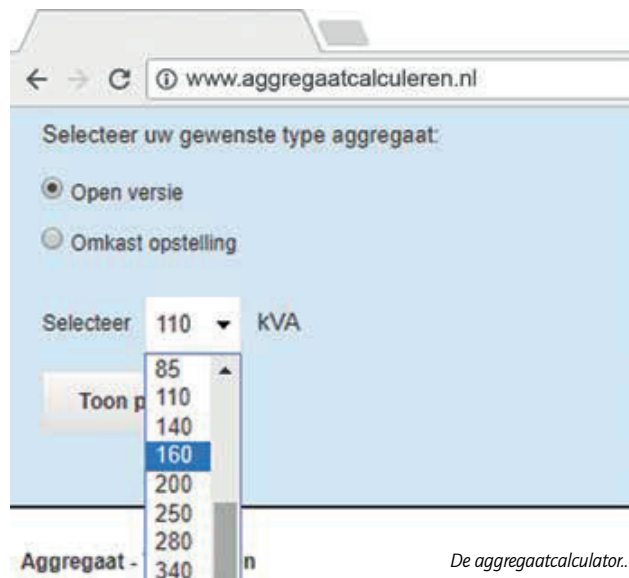 www.aggregaatcalculeren.nl
Selecteer uw gewenste type aggregaat:
Open versie
Omkast opstelling
Selecteer 110 kVA
85
Toon p 110
140
160
200
250
280
Aggregaat - n
340
De aggregaatcalculator..